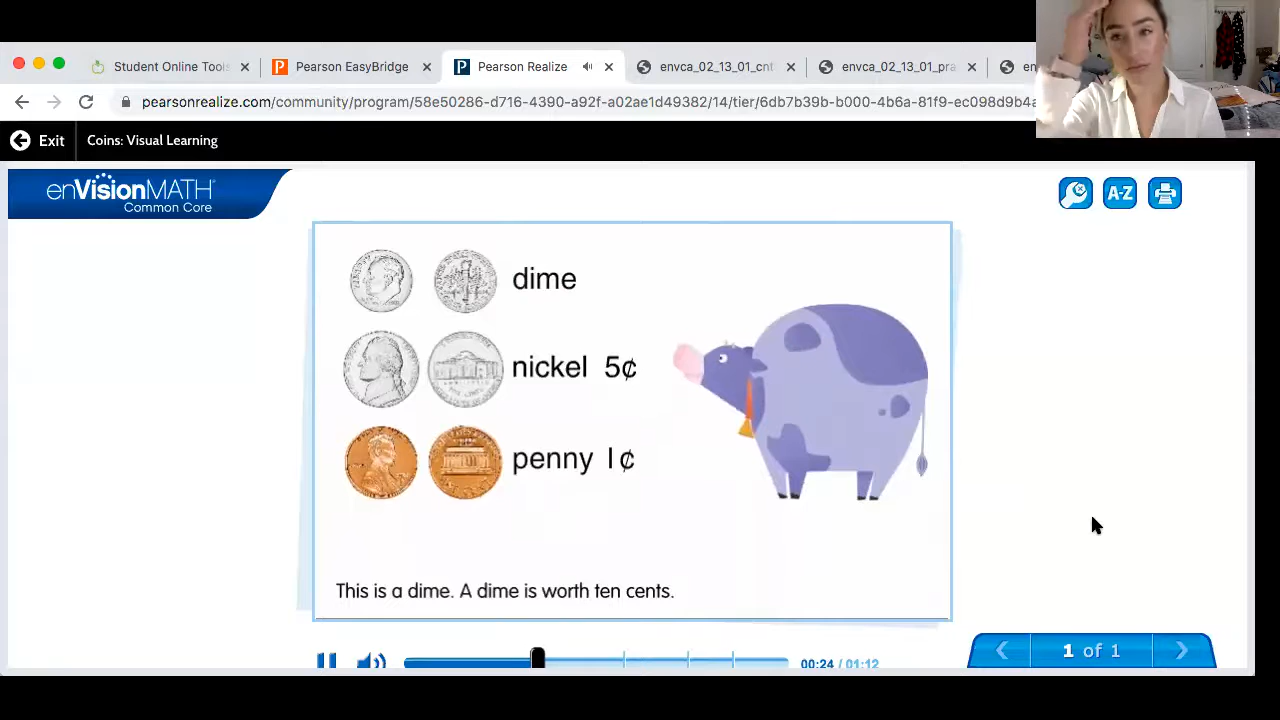 Student Online Tools
Pearson EasyBridge
Pearson Realize
envca_02_13_01_cnt
envca_02_13_01_pra
en
pearsonrealize.com/community/program/58e50286-d716-4390-a92f-a02ae1d49382/14/tier/6db7b39b-b000-4b6a-81f9-ec098d9b4a
Exit
Coins: Visual Learning
enVisionMATH
Common Core
A-Z
dime
nickel 5¢
penny 1¢
This is a dime. A dime is worth ten cents.
00:24 / 01:12
1 of 1